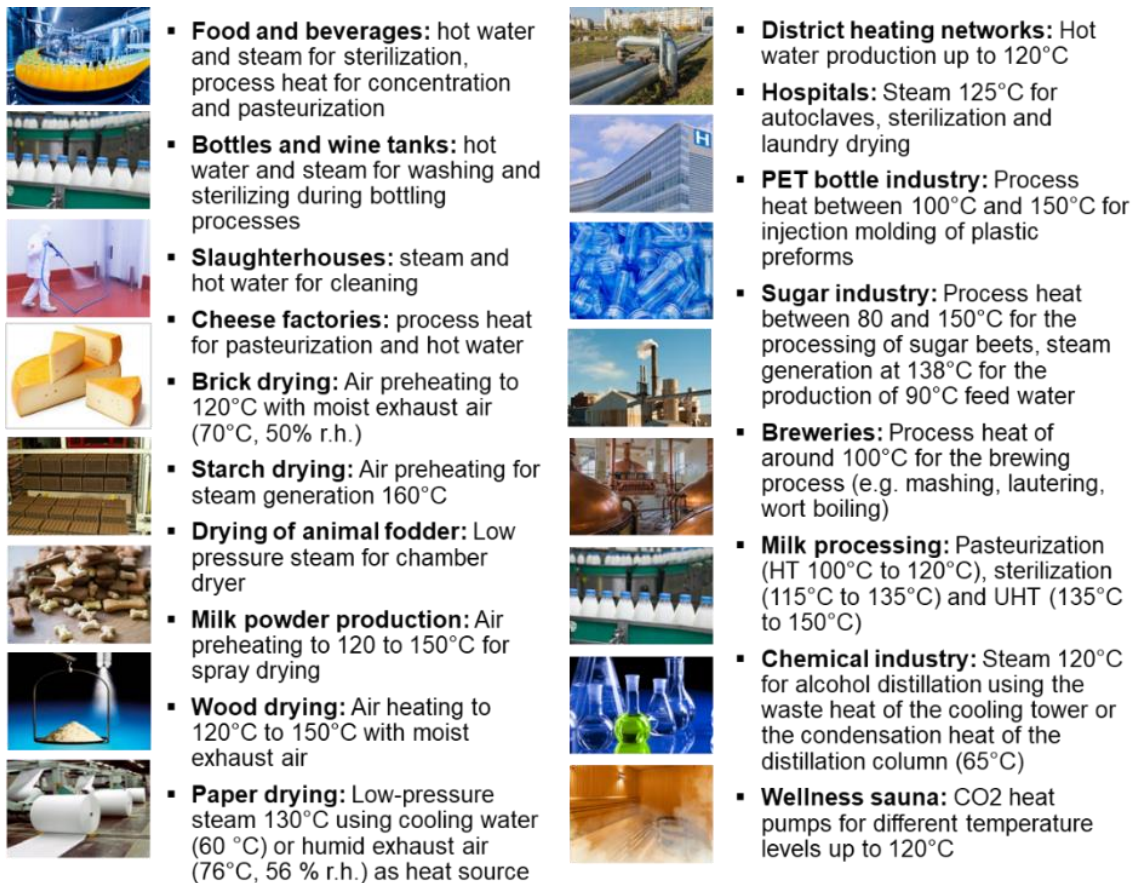 ▪ Food and beverages: hot water
and steam for sterilization,
process heat for concentration
and pasteurization
▪ Bottles and wine tanks: hot
water and steam for washing and
sterilizing during bottling
processes
▪ Slaughterhouses: steam and
hot water for cleaning
▪ Cheese factories: process heat
for pasteurization and hot water
▪ Brick drying: Air preheating to
120°C with moist exhaust air
(70°C, 50% r.h.)
▪ Starch drying: Air preheating for
steam generation 160°C
▪ Drying of animal fodder: Low
pressure steam for chamber
dryer
▪ Milk powder production: Air
preheating to 120 to 150°C for
spray drying
▪ Wood drying: Air heating to
120°C to 150°C with moist
exhaust air
▪ Paper drying: Low-pressure
steam 130°C using cooling water
(60 °C) or humid exhaust air
(76°C, 56 % r.h.) as heat source
▪ District heating networks: Hot
water production up to 120°C
H
▪ Hospitals: Steam 125°C for
autoclaves, sterilization and
laundry drying
▪ PET bottle industry: Process
heat between 100°C and 150°C for
injection molding of plastic
preforms
▪ Sugar industry: Process heat
between 80 and 150°C for the
processing of sugar beets, steam
generation at 138°C for the
production of 90°C feed water
▪ Breweries: Process heat of
around 100°C for the brewing
process (e.g. mashing, lautering,
wort boiling)
▪ Milk processing: Pasteurization
(HT 100°C to 120°C), sterilization
(115°C to 135°C) and UHT (135°C
to 150°C)
▪ Chemical industry: Steam 120°C
for alcohol distillation using the
waste heat of the cooling tower or
the condensation heat of the
distillation column (65°C)
▪ Wellness sauna: CO2 heat
pumps for different temperature
levels up to 120°C